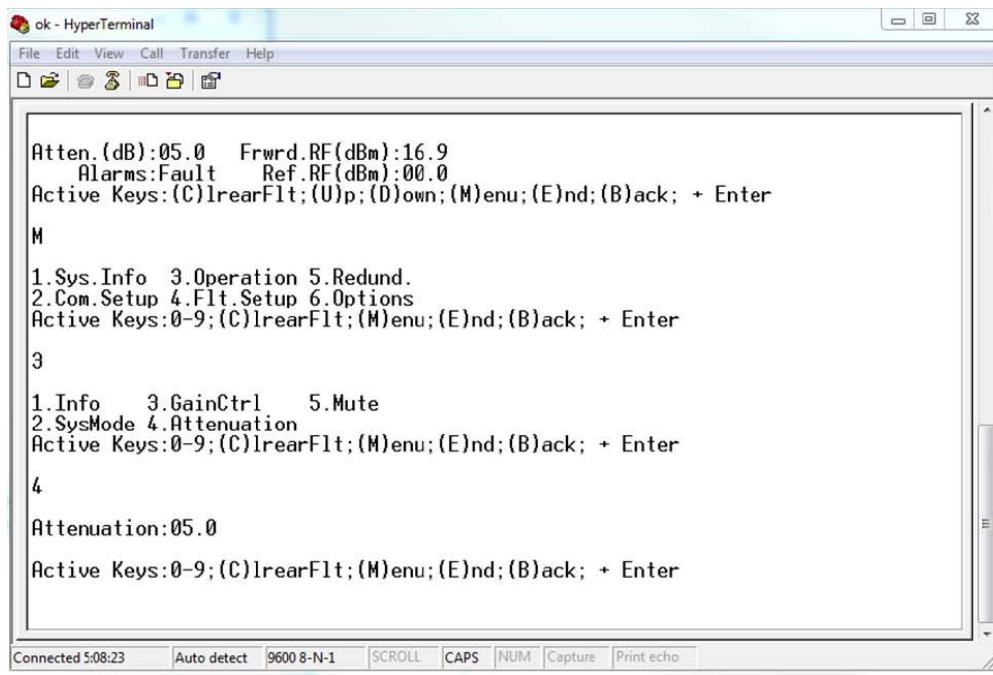 ok - HyperTerminal
File Edit View Call Transfer Help
Atten.(dB):05.0 Frwrd.RF(dBm):16.9
Alarms:Fault Ref.RF(dBm):00.0
Active Keys:(C)lrearFlt;(U)p;(D)own;(M)enu;(E)nd;(B)ack; + Enter
M
1.Sys.Info 3.Operation 5.Redund.
2.Com.Setup 4.Flt.Setup 6.Options
Active Keys:0-9;(C)lrearFlt;(M)enu;(E)nd;(B)ack; + Enter
3
1.Info 3.GainCtrl 5.Mute
2.SysMode 4.Attenuation
Active Keys:0-9;(C)lrearFlt;(M)enu;(E)nd;(B)ack; + Enter
4
Attenuation:05.0
Active Keys:0-9;(C)lrearFlt;(M)enu;(E)nd;(B)ack; + Enter
Connected 5:08:23 Auto detect 9600 8-N-1 SCROLL CAPS NUM Capture Print echo